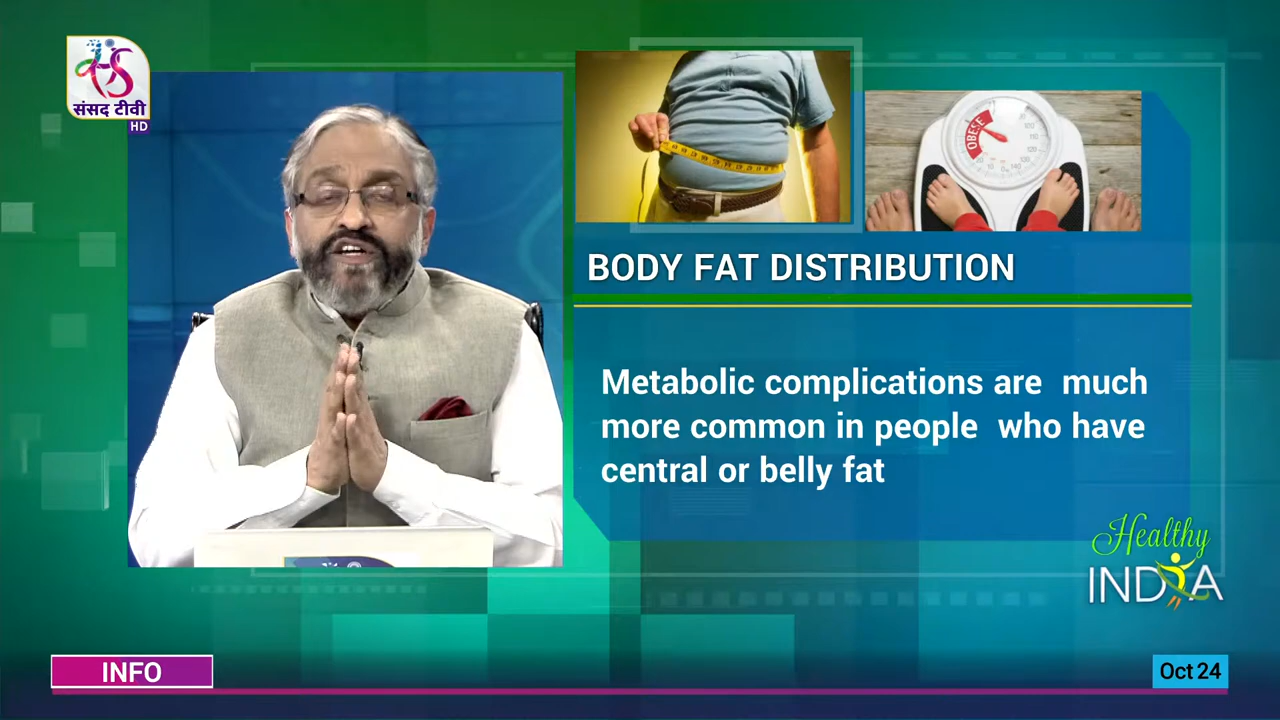 संसद टीवी
HD
OBESE
BODY FAT DISTRIBUTION
Metabolic complications are much
more common in people who have
central or belly fat
Healthy
INDIA
INFO
Oct 24